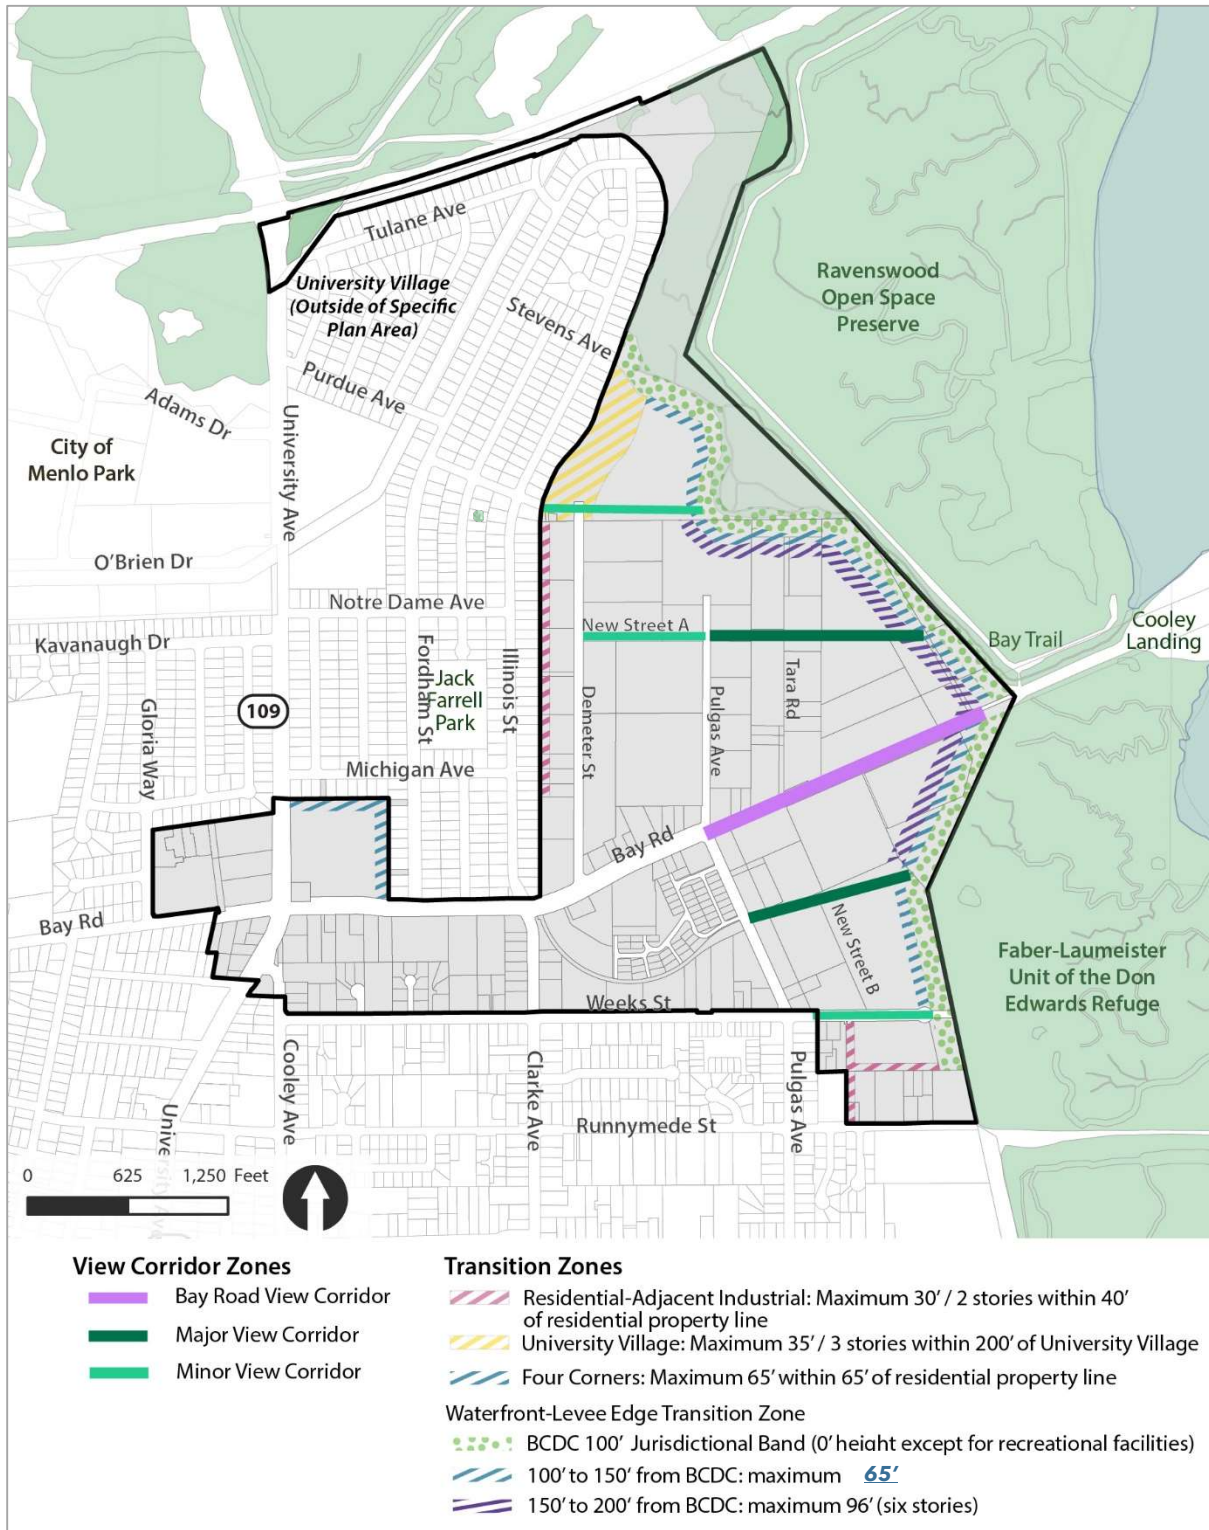 Tulane Ave
University Village
(Outside of Specific
Plan Area)
Stevens Ave
Purdue Ave
Ravenswood
Open Space
Preserve
Adams Dr
City of
Menlo Park
University Ave
O'Brien Dr
Notre Dame Ave
Kavanaugh Dr
New Street A
Bay Trail
Cooley
Landing
Fordham St
Jack
Farrell
Park
Illinois St
Demeter St
Pulgas Ave
Tara Rd
Gloria Way
109
Michigan Ave
Bay Rd
Bay Rd
New Street B
Faber-Laumeister
Unit of the Don
Edwards Refuge
Weeks St
Cooley Ave
Clarke Ave
Pulgas Ave
Runnymede St
University Ave
0 625 1,250 Feet
View Corridor Zones
Bay Road View Corridor
Major View Corridor
Minor View Corridor
Transition Zones
Residential-Adjacent Industrial: Maximum 30' / 2 stories within 40'
of residential property line
University Village: Maximum 35' / 3 stories within 200' of University Village
Four Corners: Maximum 65' within 65' of residential property line
Waterfront-Levee Edge Transition Zone
BCDC 100' Jurisdictional Band (0' height except for recreational facilities)
100' to 150' from BCDC: maximum 65'
150' to 200' from BCDC: maximum 96' (six stories)